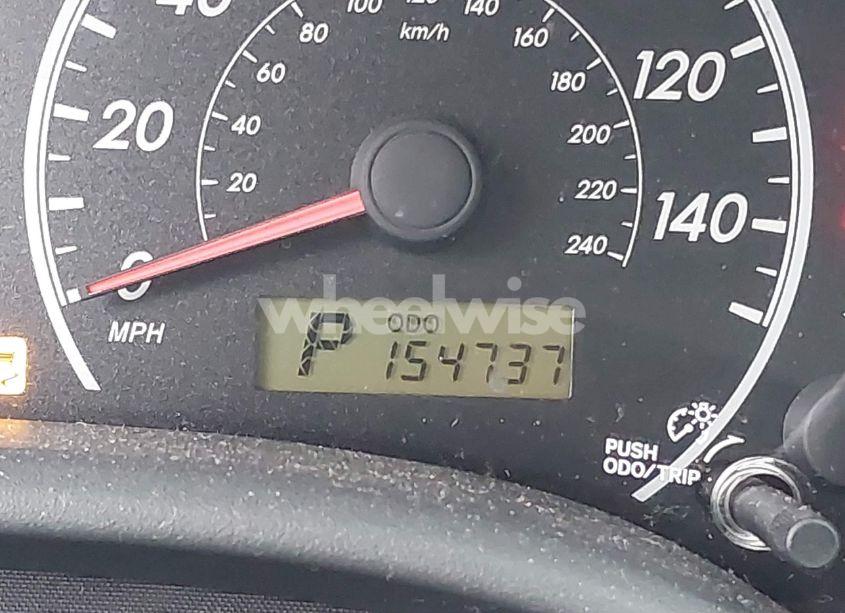 40
100 120 140
80 km/h 160
60 180 120
20 40 200
20 220 140
240
0
MPH
wheelwise
P ODO
154737
PUSH
ODO/TRIP